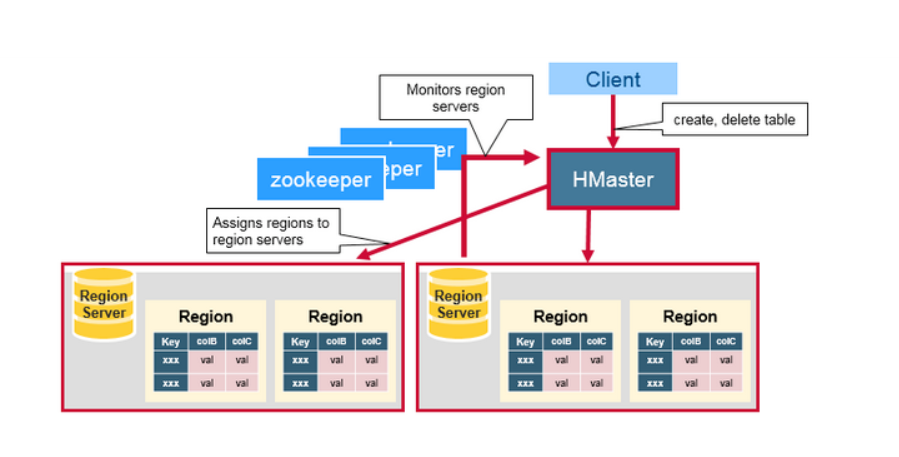 Client
Monitors region
servers
create, delete table
er
eper
zookeeper
HMaster
Assigns regions to
region servers
Region
Server
Region
Key colB colC
xxx val val
xxx val val
Region
Key colB colC
xxx val val
xxx val val
Region
Server
Region
Key colB colC
xxx val val
xxx val val
Region
Key colB colC
xxx val val
xxx val val